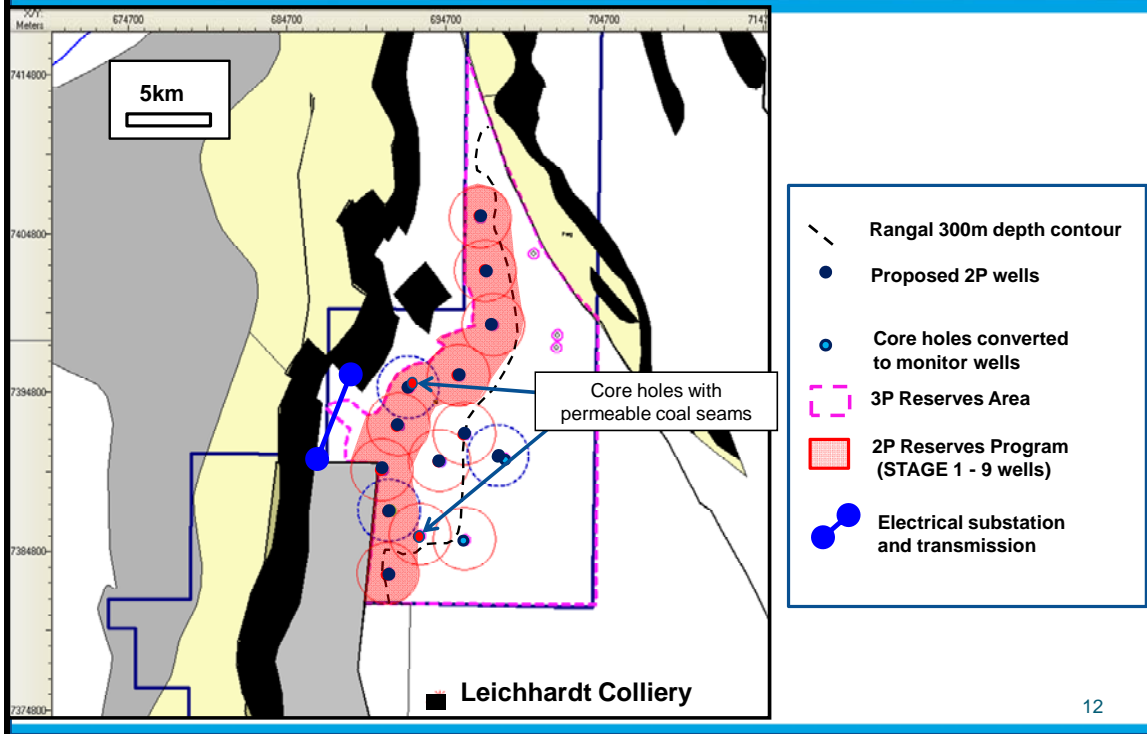 X/Y:
Meters
674700
684700
694700
704700
7414800
5km
7404800
7394800
Core holes with
permeable coal seams
7384800
7374800
Leichhardt Colliery
Rangal 300m depth contour
Proposed 2P wells
Core holes converted
to monitor wells
3P Reserves Area
2P Reserves Program
(STAGE 1 - 9 wells)
Electrical substation
and transmission
12